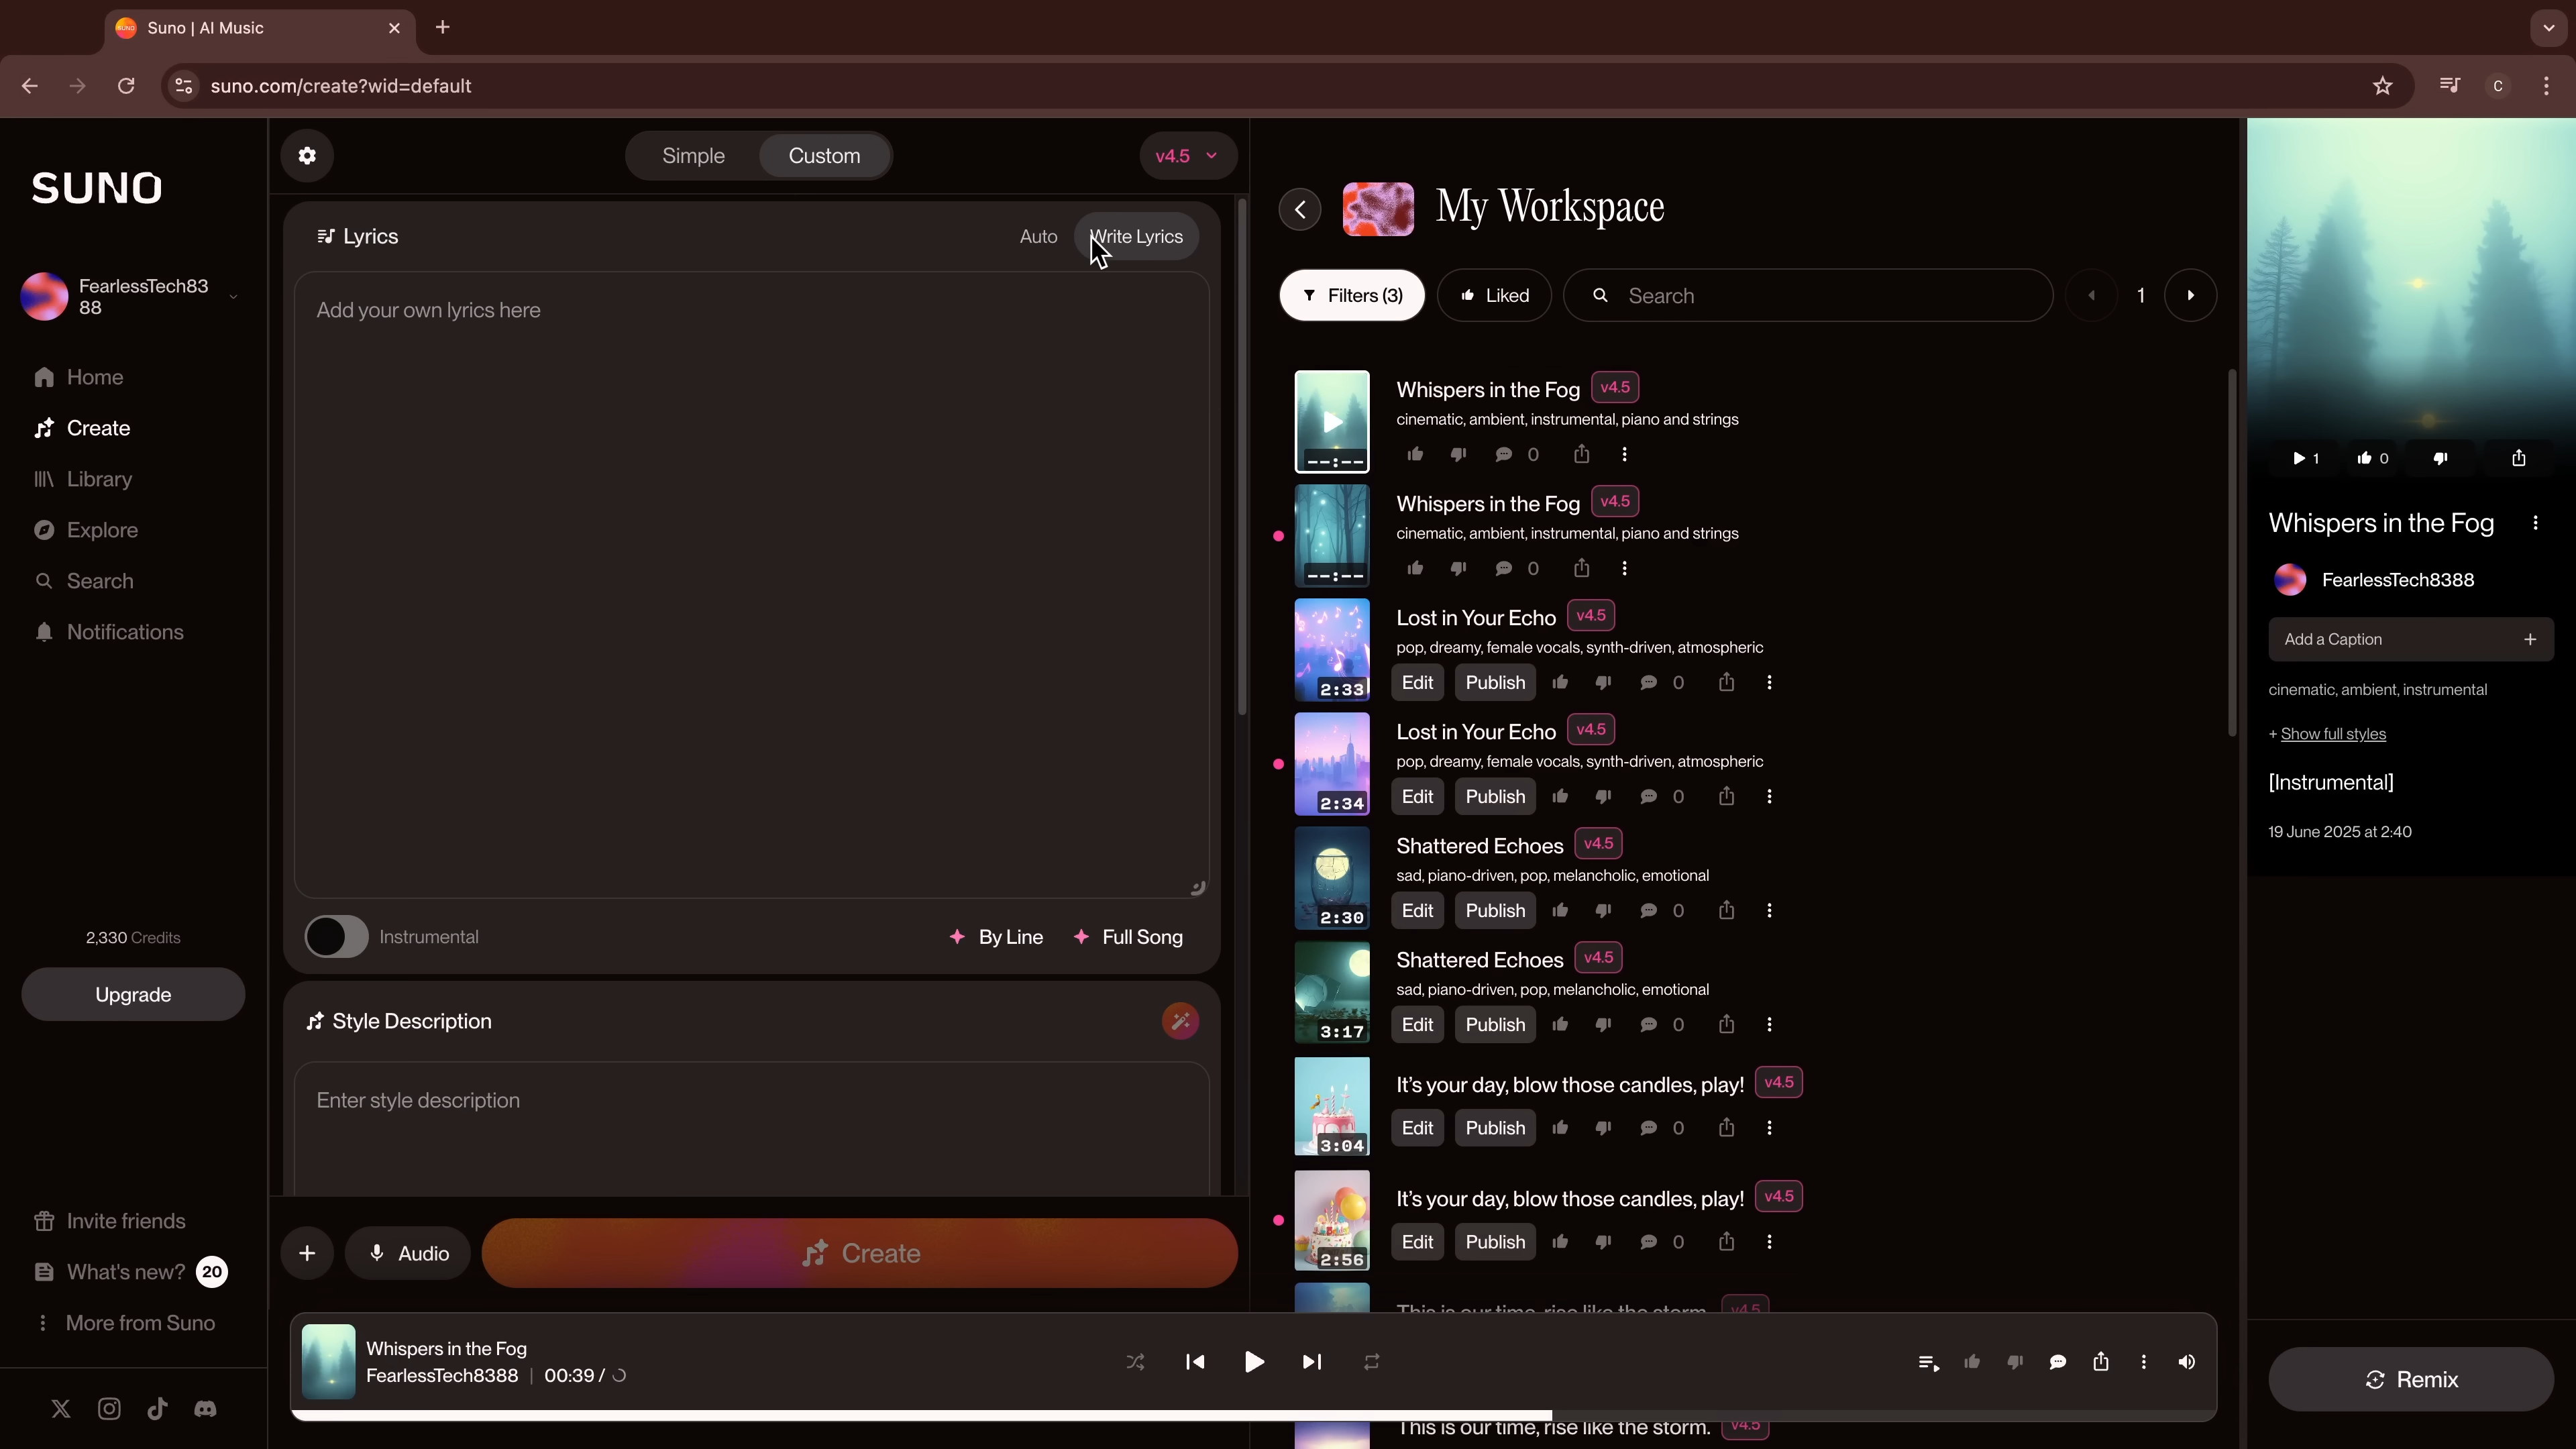 Suno | AI Music
suno.com/create?wid=default
C
SUNO
FearlessTech83
88
Home
Create
Library
Explore
Search
Notifications
2,330 Credits
Upgrade
Invite friends
What's new? 20
More from Suno
Simple Custom v4.5
Lyrics Auto Write Lyrics
Add your own lyrics here
Instrumental By Line Full Song
Style Description
Enter style description
Audio Create
My Workspace
Filters (3) Liked Search 1
Whispers in the Fog v4.5
cinematic, ambient, instrumental, piano and strings
0
--:--
Whispers in the Fog v4.5
cinematic, ambient, instrumental, piano and strings
0
--:--
Lost in Your Echo v4.5
pop, dreamy, female vocals, synth-driven, atmospheric
2:33 Edit Publish 0
Lost in Your Echo v4.5
pop, dreamy, female vocals, synth-driven, atmospheric
2:34 Edit Publish 0
Shattered Echoes v4.5
sad, piano-driven, pop, melancholic, emotional
2:30 Edit Publish 0
Shattered Echoes v4.5
sad, piano-driven, pop, melancholic, emotional
3:17 Edit Publish 0
It's your day, blow those candles, play! v4.5
3:04 Edit Publish 0
It's your day, blow those candles, play! v4.5
2:56 Edit Publish 0
This is our time, rise like the storm. v4.5
This is our time, rise like the storm. v4.5
Whispers in the Fog
FearlessTech8388 | 00:39 /
1 0
Whispers in the Fog
FearlessTech8388
Add a Caption +
cinematic, ambient, instrumental
+ Show full styles
[Instrumental]
19 June 2025 at 2:40
Remix